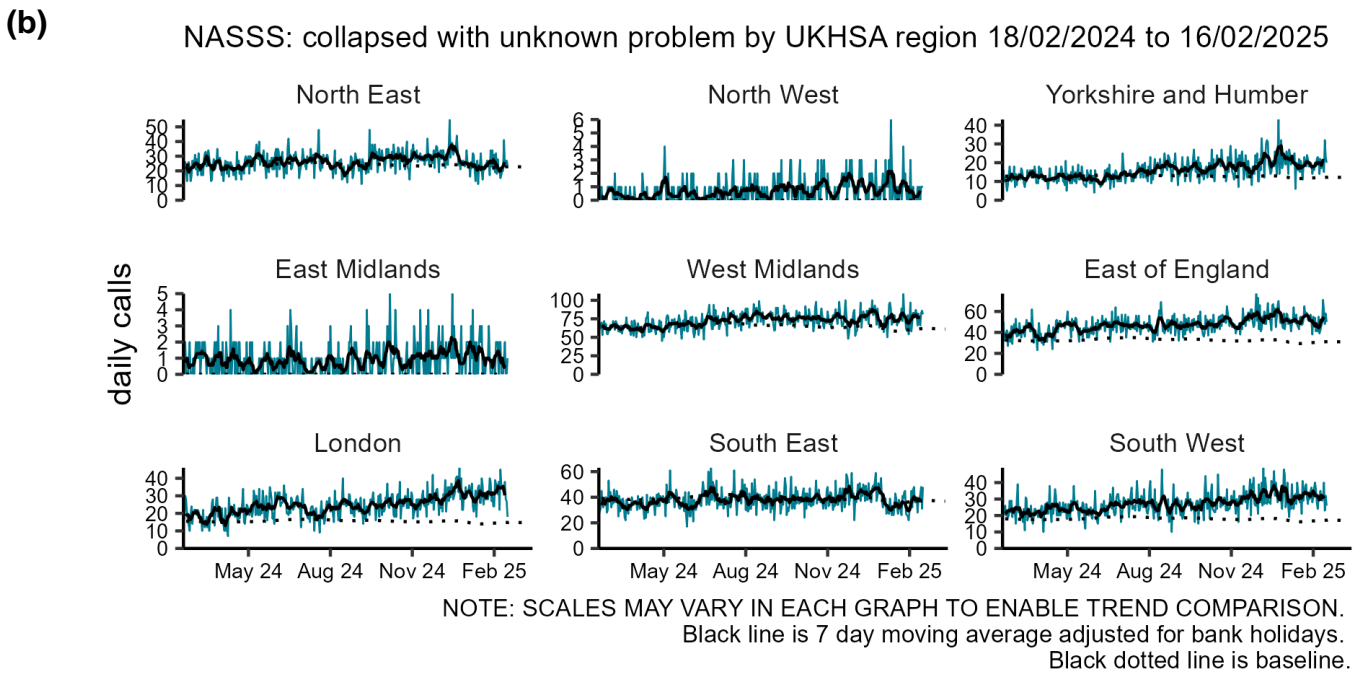 (b)
NASSS: collapsed with unknown problem by UKHSA region 18/02/2024 to 16/02/2025
North East
North West
Yorkshire and Humber
50
40
30
20
10
0
6
5
4
3
2
1
0
40
30
20
10
0
daily calls
East Midlands
West Midlands
East of England
5
4
3
2
1
0
100
75
50
25
0
60
40
20
0
London
South East
South West
40
30
20
10
0
60
40
20
0
40
30
20
10
0
May 24 Aug 24 Nov 24 Feb 25
May 24 Aug 24 Nov 24 Feb 25
May 24 Aug 24 Nov 24 Feb 25
NOTE: SCALES MAY VARY IN EACH GRAPH TO ENABLE TREND COMPARISON.
Black line is 7 day moving average adjusted for bank holidays.
Black dotted line is baseline.